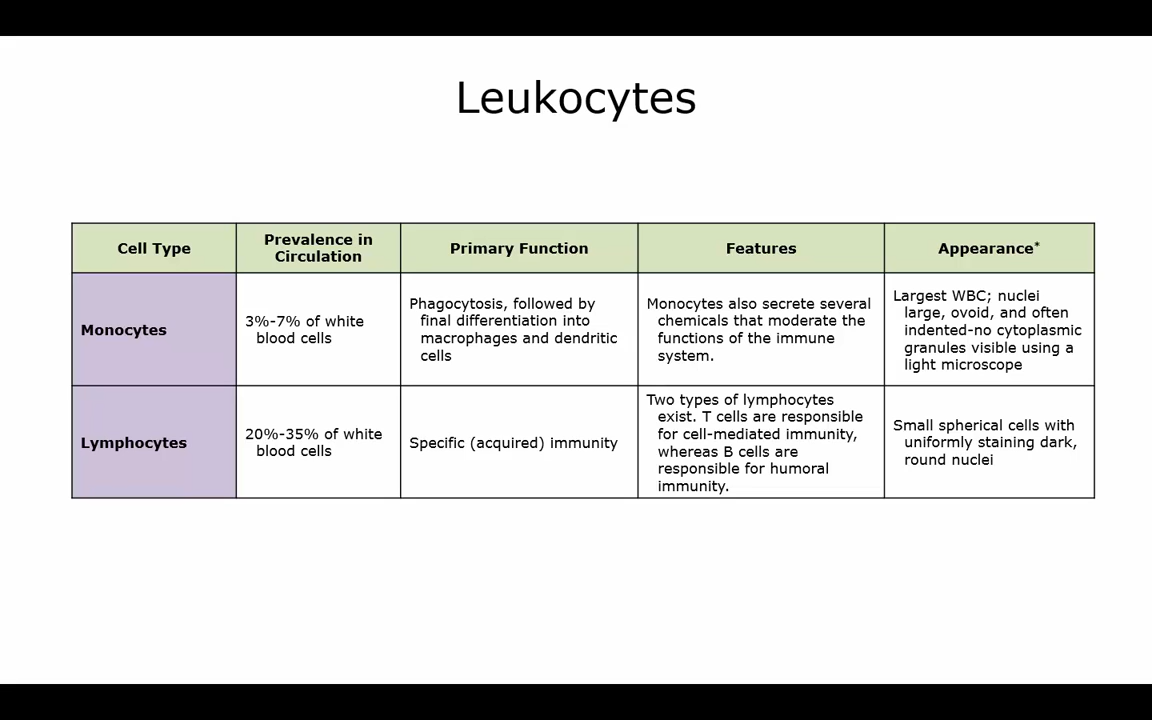 Leukocytes
Cell Type
Prevalence in
Circulation
Primary Function
Features
Appearance*
Monocytes
3%-7% of white
blood cells
Phagocytosis, followed by
final differentiation into
macrophages and dendritic
cells
Monocytes also secrete several
chemicals that moderate the
functions of the immune
system.
Largest WBC; nuclei
large, ovoid, and often
indented-no cytoplasmic
granules visible using a
light microscope
Lymphocytes
20%-35% of white
blood cells
Specific (acquired) immunity
Two types of lymphocytes
exist. T cells are responsible
for cell-mediated immunity,
whereas B cells are
responsible for humoral
immunity.
Small spherical cells with
uniformly staining dark,
round nuclei